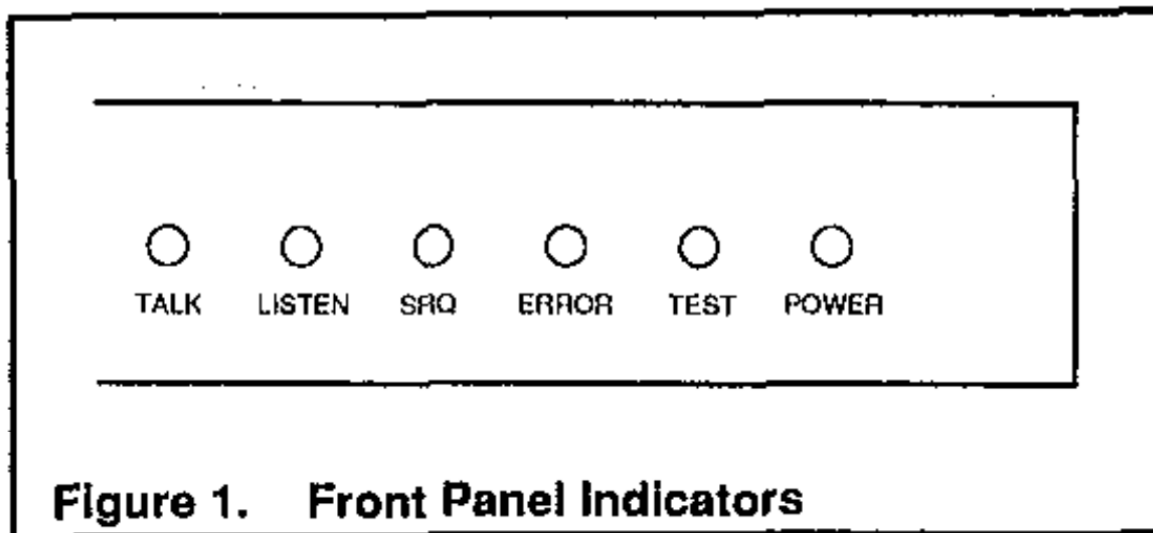 TALK LISTEN SRQ ERROR TEST POWER
Figure 1. Front Panel Indicators